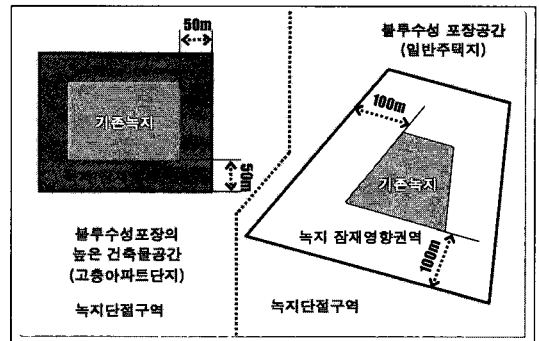 50m
기존녹지
50m
불투수성포장의
높은 건축물공간
(고층아파트단지)
녹지단절구역
불투수성 포장공간
(일반주택지)
100m
기존녹지
녹지 잠재영향권역
100m
녹지단절구역